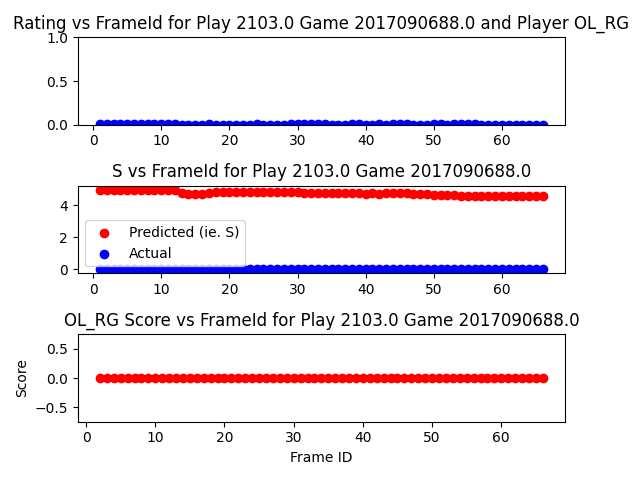 Rating vs FrameId for Play 2103.0 Game 2017090688.0 and Player OL_RG
1.0
0.5
0.0
0 10 20 30 40 50 60
S vs FrameId for Play 2103.0 Game 2017090688.0
4
2
0
Predicted (ie. S)
Actual
0 10 20 30 40 50 60
OL_RG Score vs FrameId for Play 2103.0 Game 2017090688.0
Score
0.5
0.0
−0.5
0 10 20 30 40 50 60
Frame ID